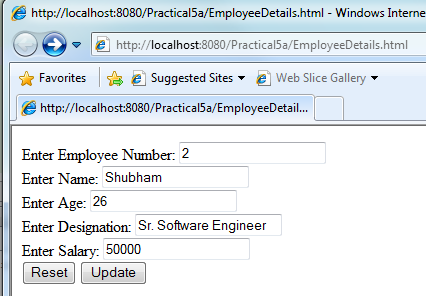 http://localhost:8080/Practical5a/EmployeeDetails.html - Windows Interne
http://localhost:8080/Practical5a/EmployeeDetails.html
Favorites Suggested Sites Web Slice Gallery
http://localhost:8080/Practical5a/EmployeeDetail...
Enter Employee Number: 2
Enter Name: Shubham
Enter Age: 26
Enter Designation: Sr. Software Engineer
Enter Salary: 50000
Reset Update